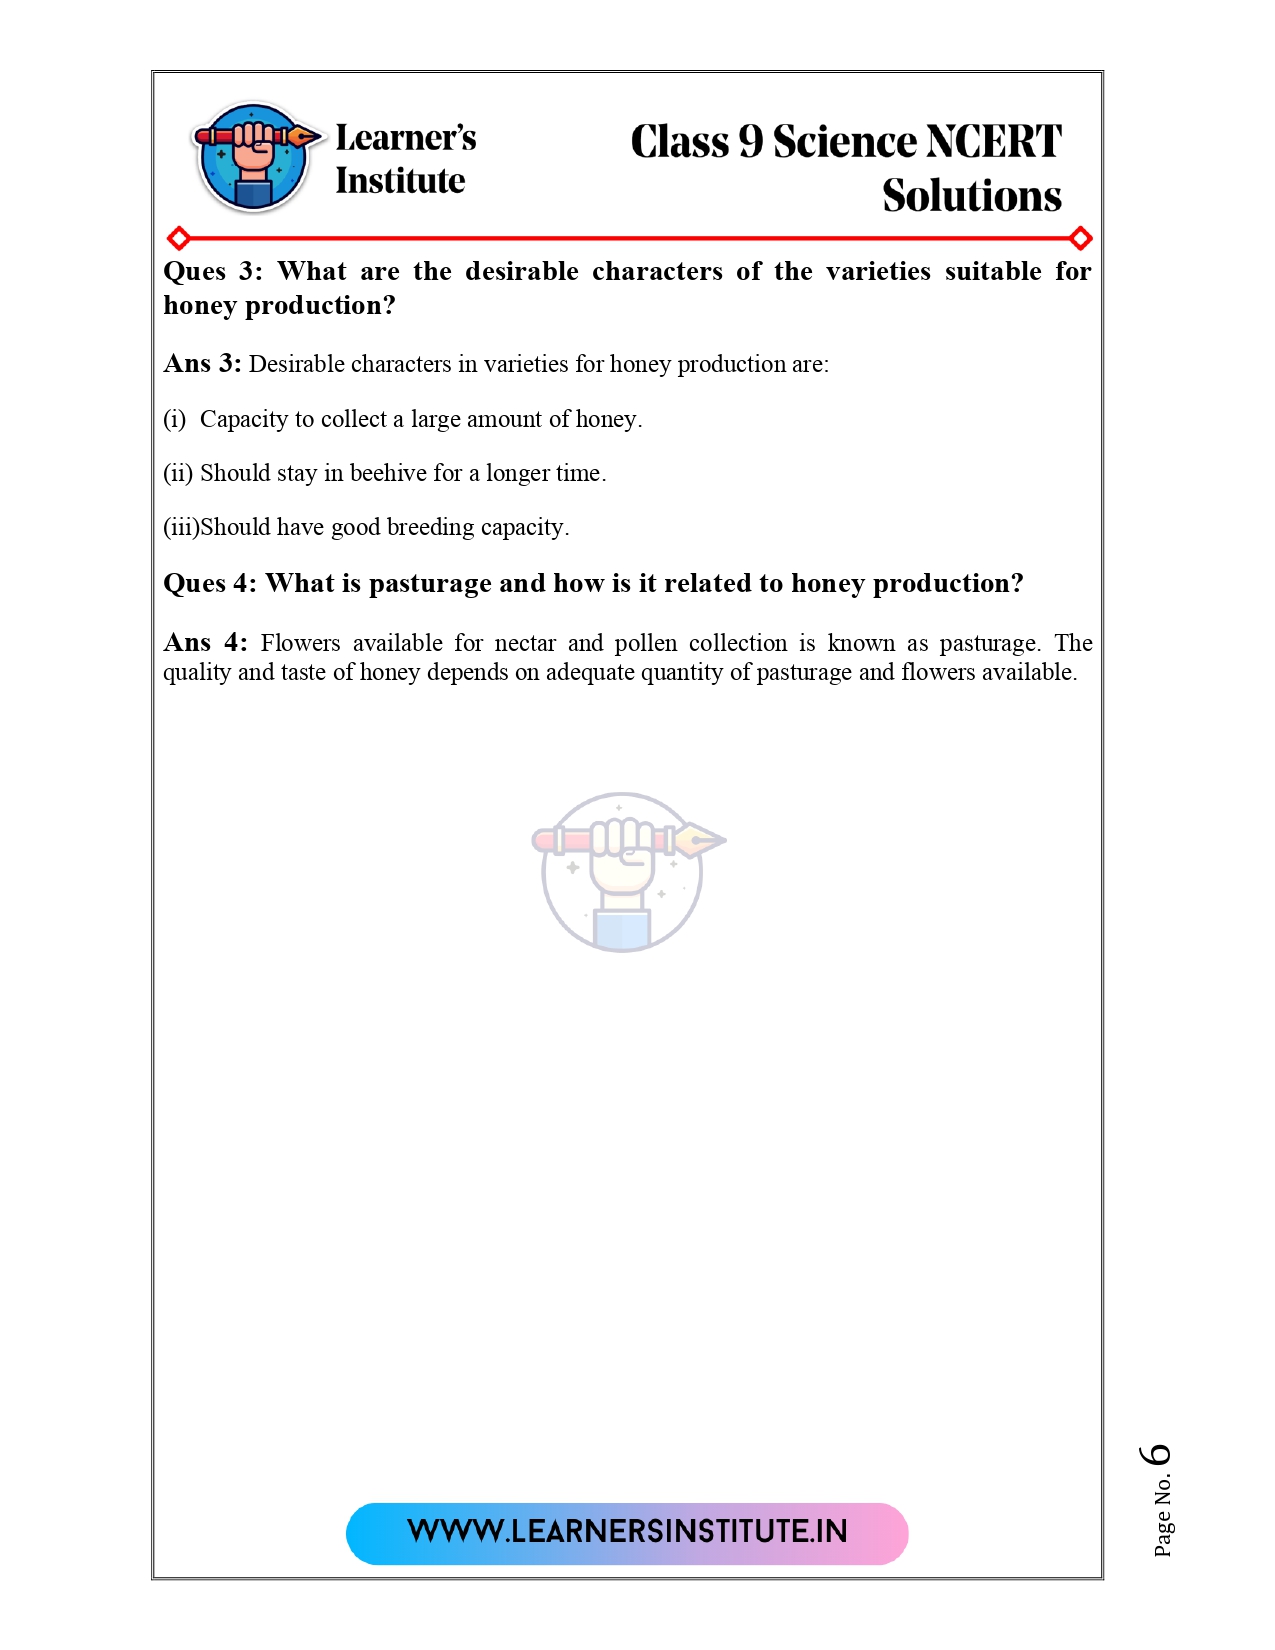 Learner's
Institute
Class 9 Science NCERT
Solutions
Ques 3: What are the desirable characters of the varieties suitable for
honey production?
Ans 3: Desirable characters in varieties for honey production are:
(i) Capacity to collect a large amount of honey.
(ii) Should stay in beehive for a longer time.
(iii)Should have good breeding capacity.
Ques 4: What is pasturage and how is it related to honey production?
Ans 4: Flowers available for nectar and pollen collection is known as pasturage. The
quality and taste of honey depends on adequate quantity of pasturage and flowers available.
Page No. 6
WWW.LEARNERSINSTITUTE.IN